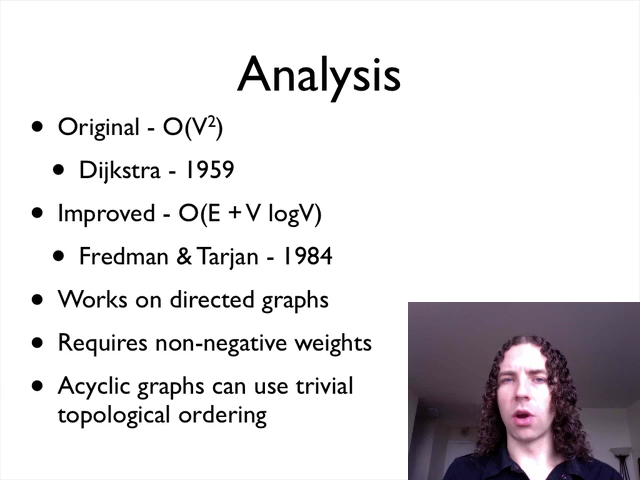 Analysis
• Original - O(V²)
• Dijkstra - 1959
• Improved - O(E + V logV)
• Fredman & Tarjan - 1984
• Works on directed graphs
• Requires non-negative weights
• Acyclic graphs can use trivial
topological ordering